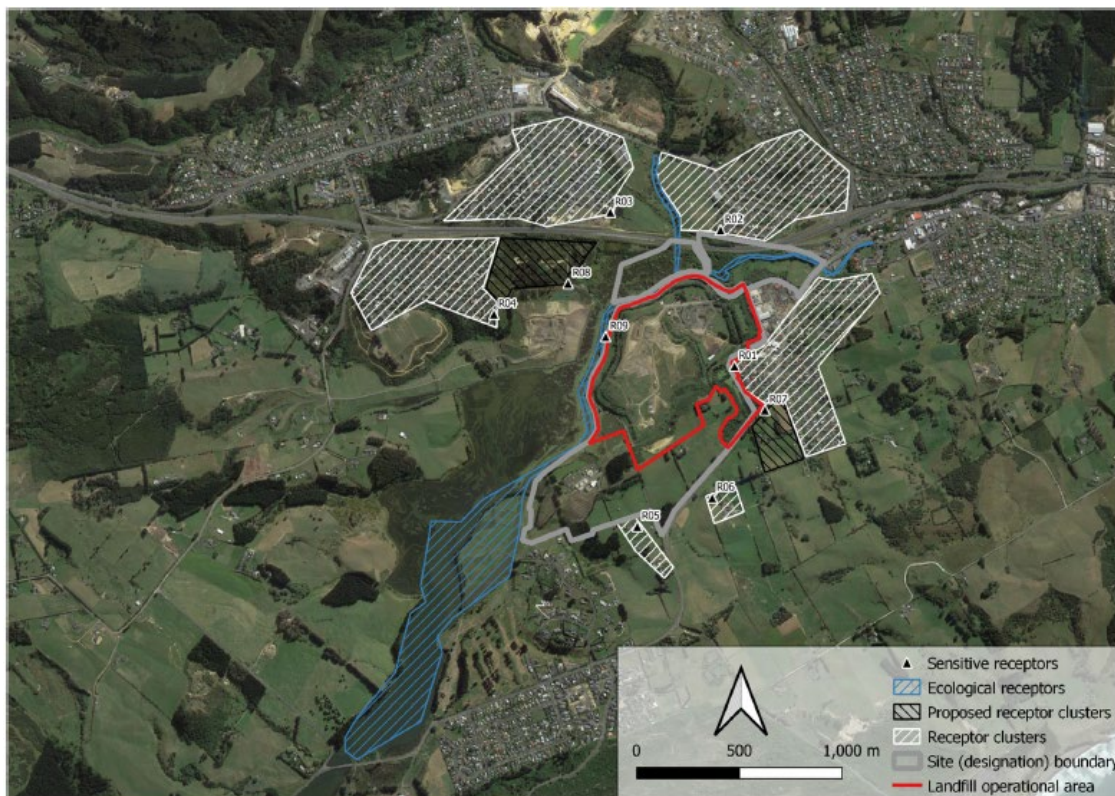 R03
R02
R08
R04
R09
R01
R07
R06
R05
Sensitive receptors
Ecological receptors
Proposed receptor clusters
Receptor clusters
Site (designation) boundary
Landfill operational area
0 500 1,000 m